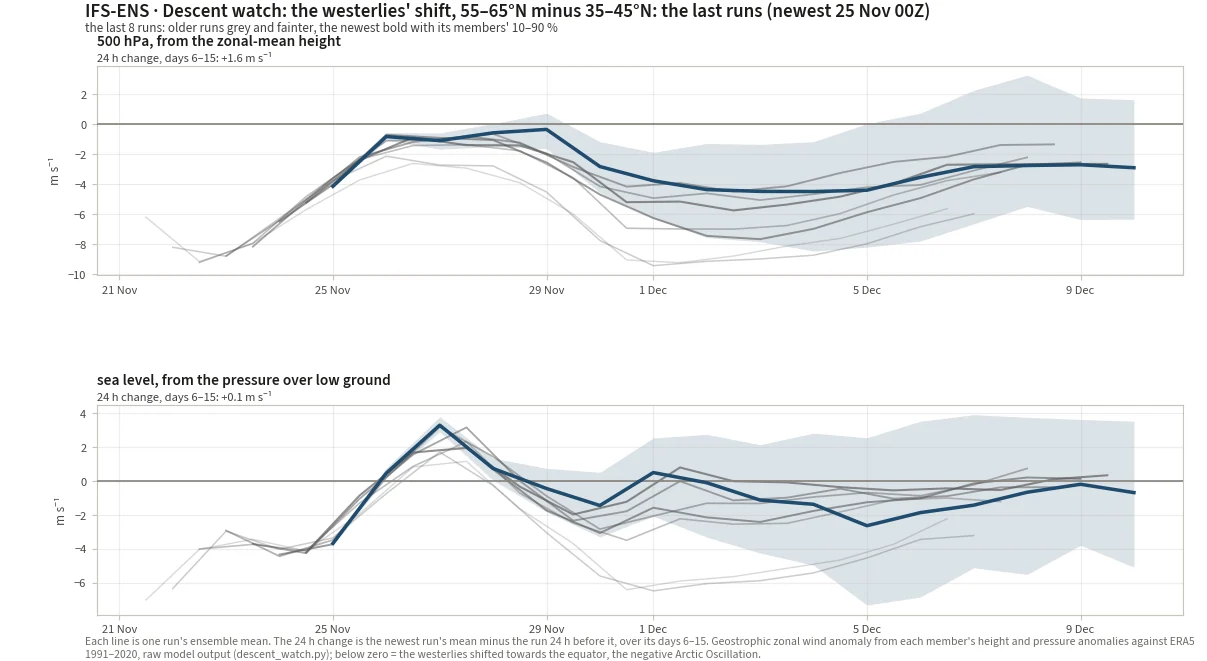 IFS-ENS · Descent watch: the westerlies' shift, 55–65°N minus 35–45°N: the last runs (newest 25 Nov 00Z)
the last 8 runs: older runs grey and fainter, the newest bold with its members' 10–90 %
500 hPa, from the zonal-mean height
24 h change, days 6–15: +1.6 m s⁻¹
2
0
−2
−4
−6
−8
−10
m s⁻¹
21 Nov 25 Nov 29 Nov 1 Dec 5 Dec 9 Dec
sea level, from the pressure over low ground
24 h change, days 6–15: +0.1 m s⁻¹
4
2
0
−2
−4
−6
m s⁻¹
21 Nov 25 Nov 29 Nov 1 Dec 5 Dec 9 Dec
Each line is one run's ensemble mean. The 24 h change is the newest run's mean minus the run 24 h before it, over its days 6–15. Geostrophic zonal wind anomaly from each member's height and pressure anomalies against ERA5
1991–2020, raw model output (descent_watch.py); below zero = the westerlies shifted towards the equator, the negative Arctic Oscillation.